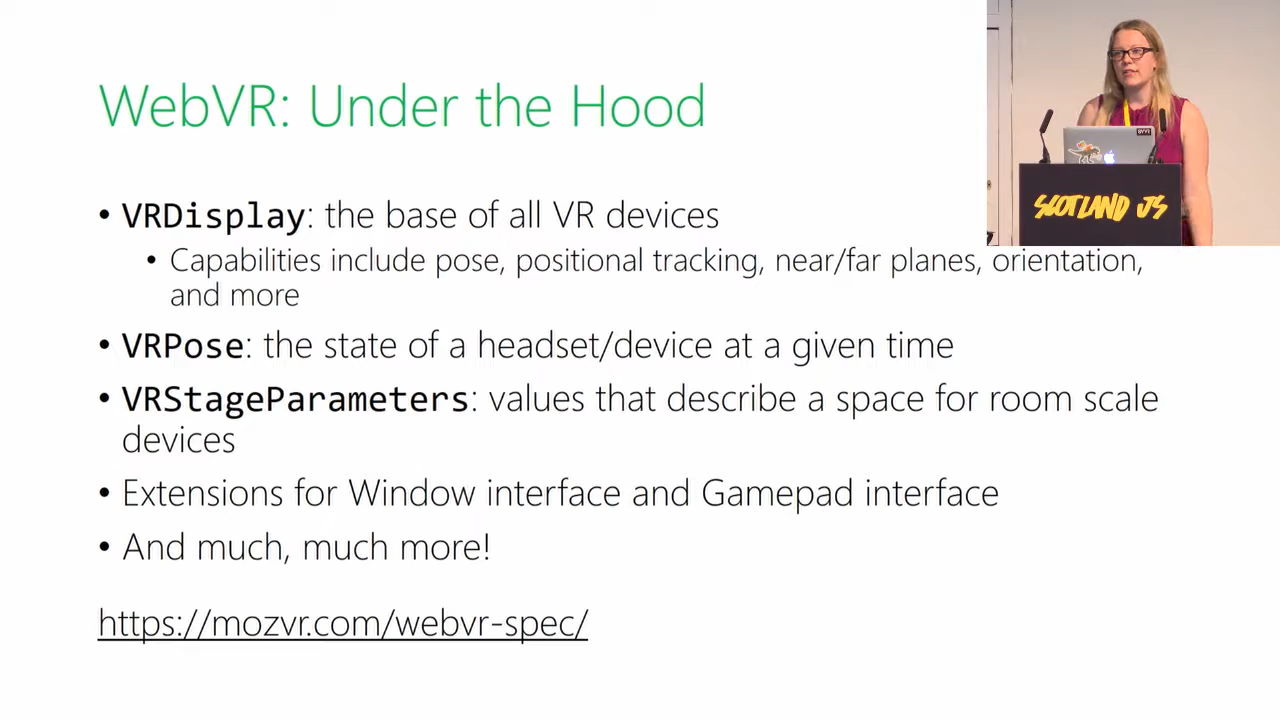 WebVR: Under the Hood
• VRDisplay: the base of all VR devices
• Capabilities include pose, positional tracking, near/far planes, orientation,
and more
• VRPose: the state of a headset/device at a given time
• VRStageParameters: values that describe a space for room scale
devices
• Extensions for Window interface and Gamepad interface
• And much, much more!
https://mozvr.com/webvr-spec/
SCOTLAND JS